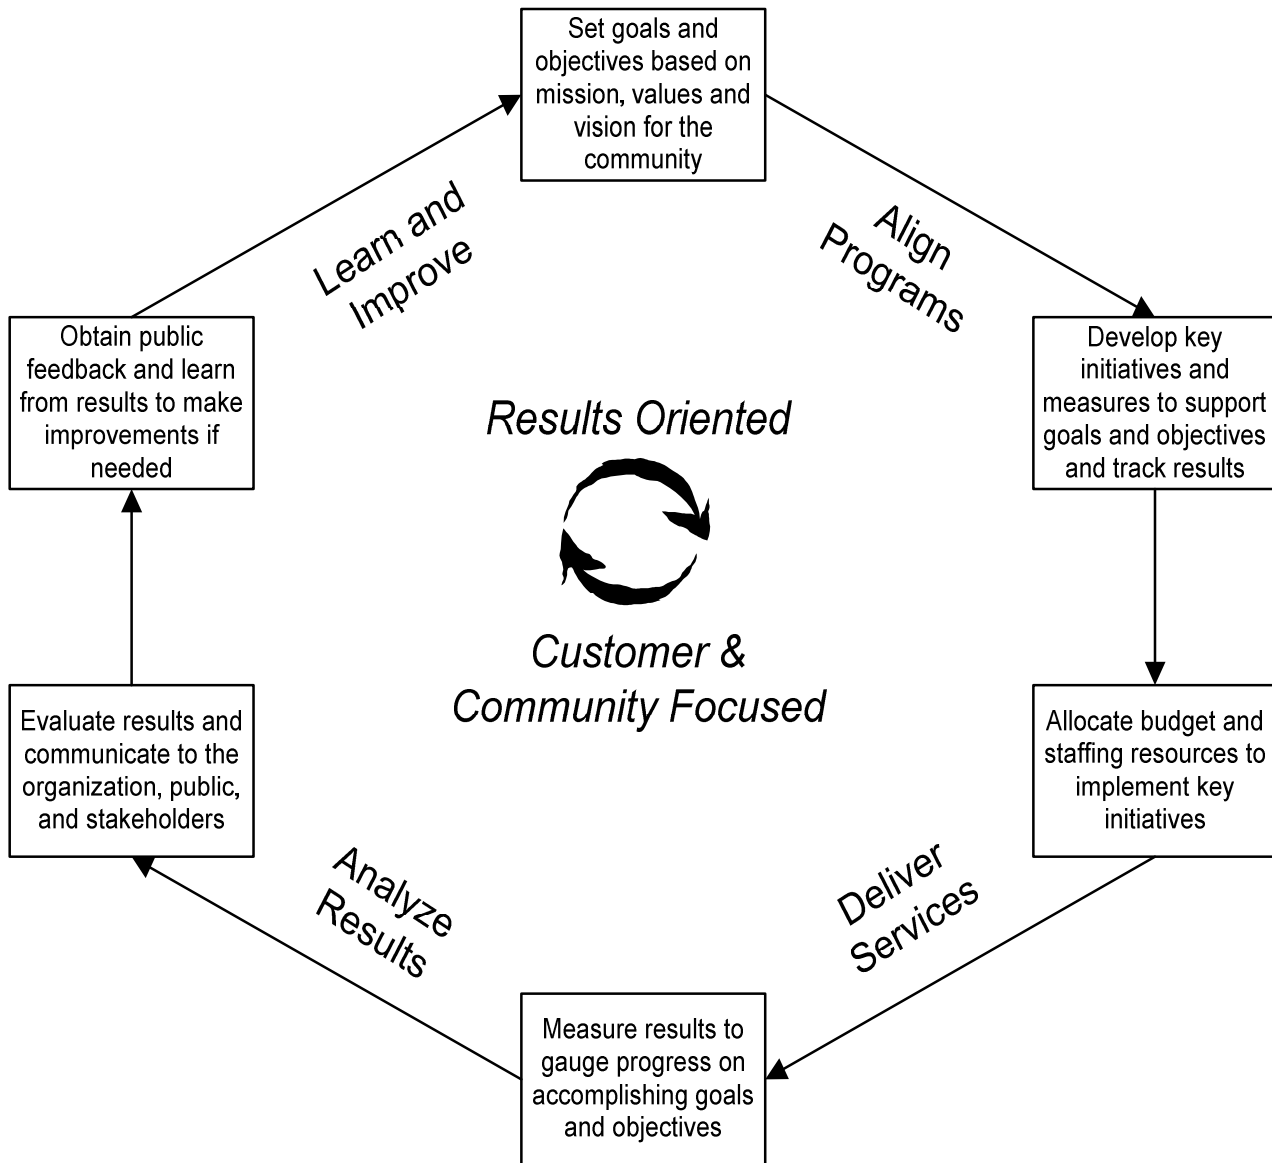 Set goals and
objectives based on
mission, values and
vision for the
community
Align
Programs
Develop key
initiatives and
measures to support
goals and objectives
and track results
Allocate budget and
staffing resources to
implement key
initiatives
Deliver
Services
Measure results to
gauge progress on
accomplishing goals
and objectives
Analyze
Results
Evaluate results and
communicate to the
organization, public,
and stakeholders
Obtain public
feedback and learn
from results to make
improvements if
needed
Learn and
Improve
Results Oriented
Customer &
Community Focused